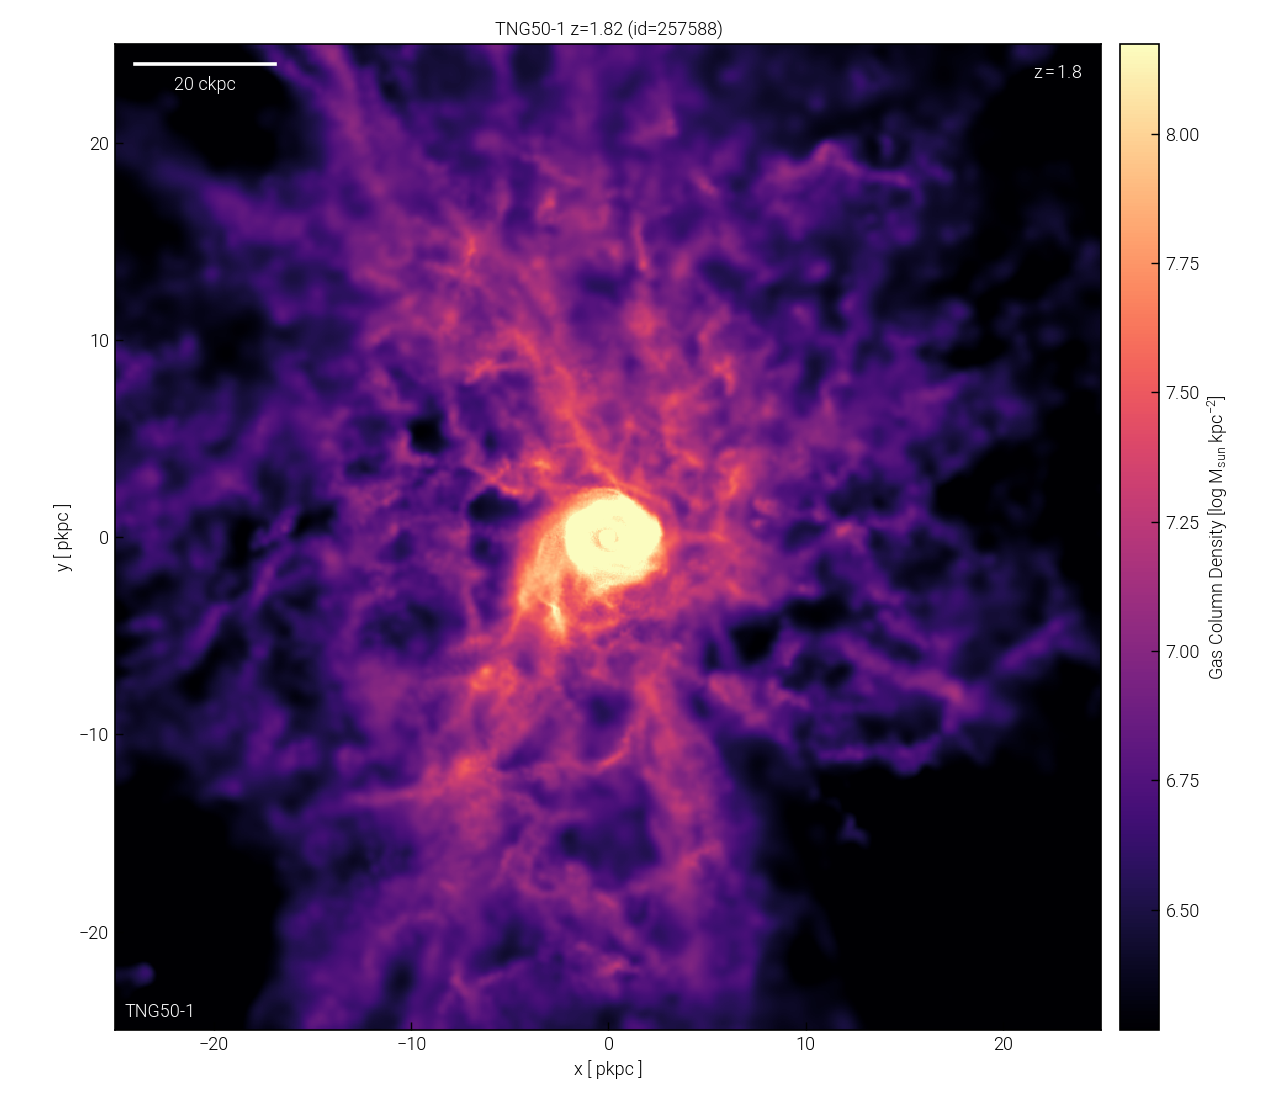 TNG50-1 z=1.82 (id=257588)
20 ckpc
z=1.8
20
10
0
−10
−20
y [ pkpc ]
TNG50-1
−20
−10
0
10
20
x [ pkpc ]
8.00
7.75
7.50
7.25
7.00
6.75
6.50
Gas Column Density [log M_sun kpc^−2]